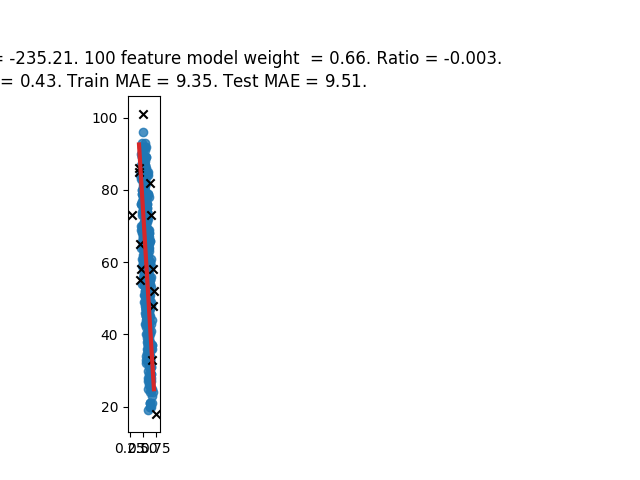 = -235.21. 100 feature model weight = 0.66. Ratio = -0.003.
= 0.43. Train MAE = 9.35. Test MAE = 9.51.
100
80
60
40
20
0.25 0.50 0.75